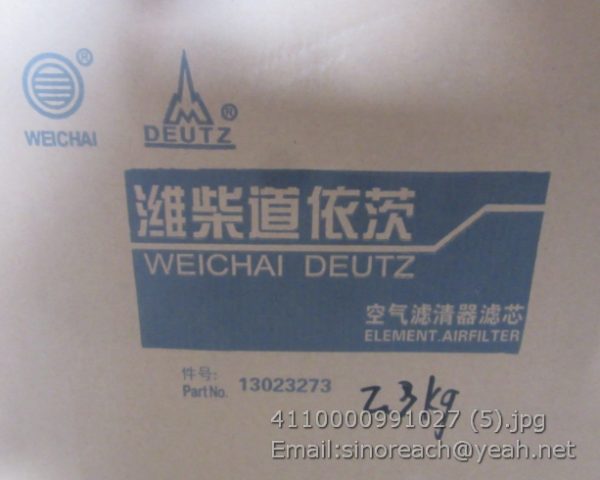 ®
WEICHAI
®
DEUTZ
潍柴道依茨
WEICHAI DEUTZ
空气滤清器滤芯
ELEMENT.AIRFILTER
件号:
Part No. 13023273
2.3kg
4110000991027 (5).jpg
Email:sinoreach@yeah.net